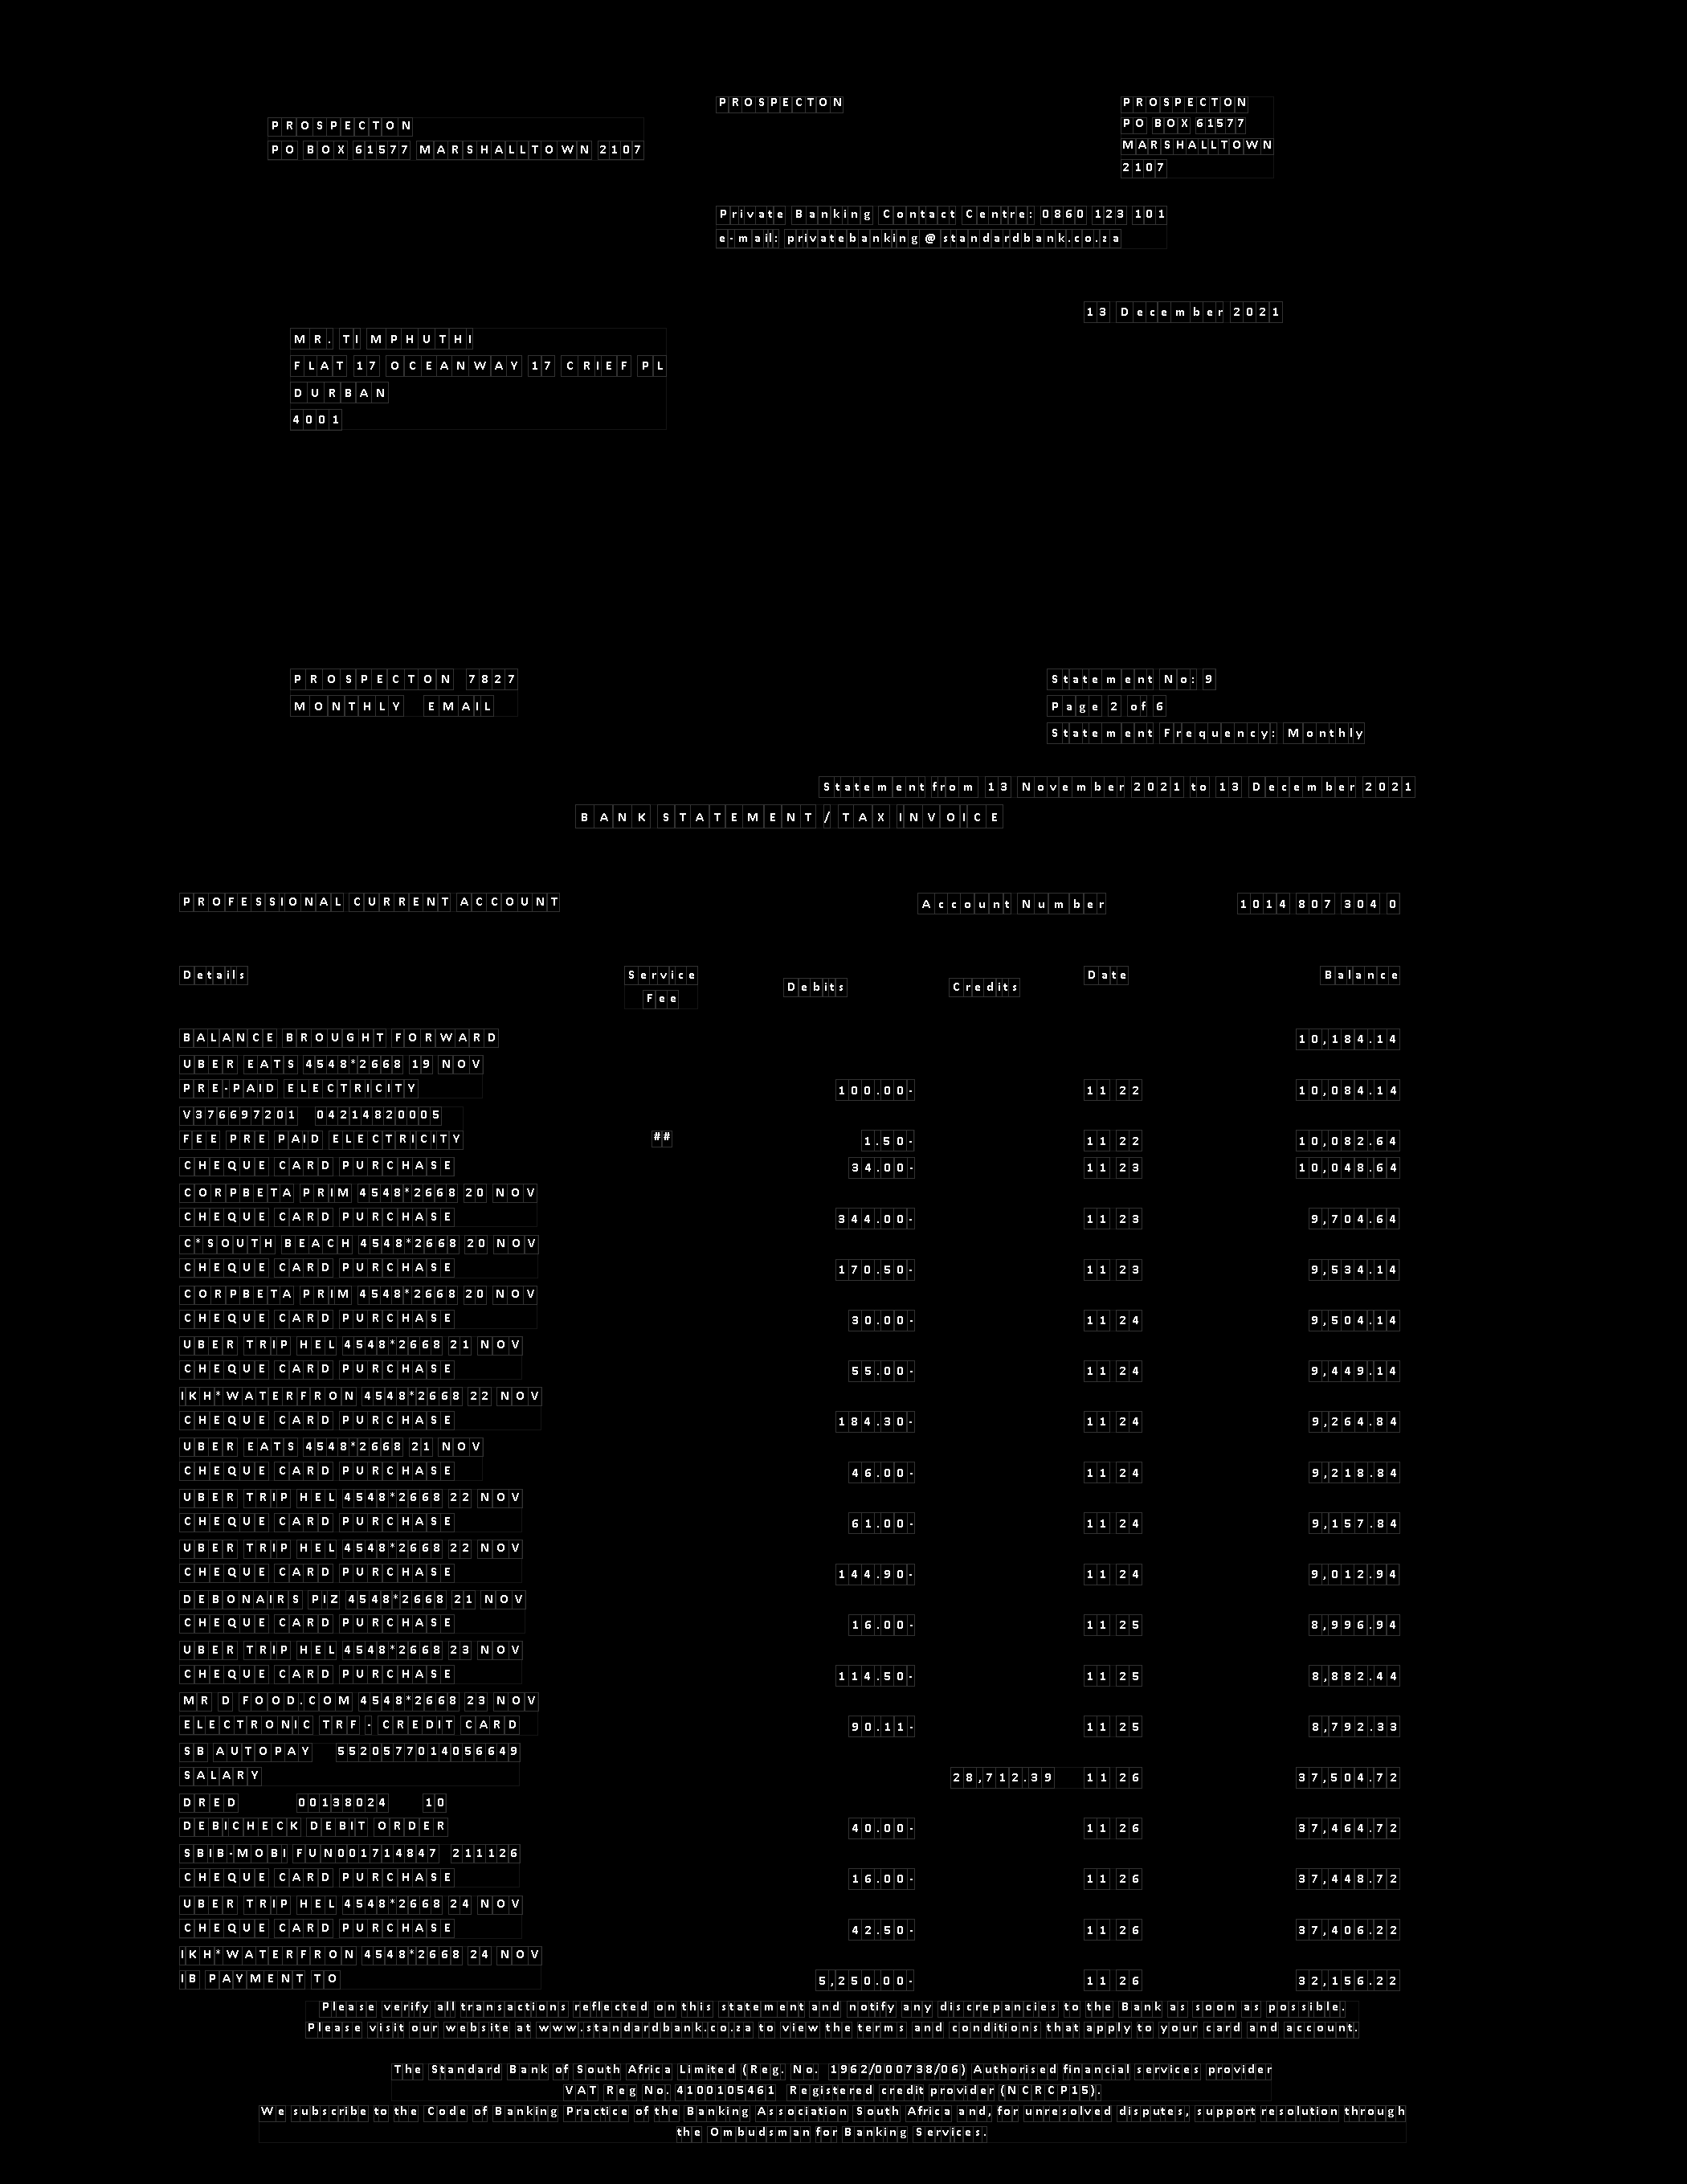 PROSPECTON
PROSPECTON
PO BOX 61577
MARSHALLTOWN
2107
PROSPECTON
PO BOX 61577 MARSHALLTOWN 2107
Private Banking Contact Centre: 0860 123 101
e-mail: privatebanking@standardbank.co.za
13 December 2021
MR. TI MPHUTHI
FLAT 17 OCEANWAY 17 CRIEF PL
DURBAN
4001
PROSPECTON 7827
MONTHLY EMAIL
Statement No: 9
Page 2 of 6
Statement Frequency: Monthly
Statement from 13 November 2021 to 13 December 2021
BANK STATEMENT / TAX INVOICE
PROFESSIONAL CURRENT ACCOUNT Account Number 1014 807 304 0
Details Service Fee Debits Credits Date Balance
BALANCE BROUGHT FORWARD 10,184.14
UBER EATS 4548*2668 19 NOV
PRE-PAID ELECTRICITY 100.00- 11 22 10,084.14
V376697201 04214820005
FEE PRE PAID ELECTRICITY ## 1.50- 11 22 10,082.64
CHEQUE CARD PURCHASE 34.00- 11 23 10,048.64
CORPBETA PRIM 4548*2668 20 NOV
CHEQUE CARD PURCHASE 344.00- 11 23 9,704.64
C*SOUTH BEACH 4548*2668 20 NOV
CHEQUE CARD PURCHASE 170.50- 11 23 9,534.14
CORPBETA PRIM 4548*2668 20 NOV
CHEQUE CARD PURCHASE 30.00- 11 24 9,504.14
UBER TRIP HEL 4548*2668 21 NOV
CHEQUE CARD PURCHASE 55.00- 11 24 9,449.14
IKH*WATERFRON 4548*2668 22 NOV
CHEQUE CARD PURCHASE 184.30- 11 24 9,264.84
UBER EATS 4548*2668 21 NOV
CHEQUE CARD PURCHASE 46.00- 11 24 9,218.84
UBER TRIP HEL 4548*2668 22 NOV
CHEQUE CARD PURCHASE 61.00- 11 24 9,157.84
UBER TRIP HEL 4548*2668 22 NOV
CHEQUE CARD PURCHASE 144.90- 11 24 9,012.94
DEBONAIRS PIZ 4548*2668 21 NOV
CHEQUE CARD PURCHASE 16.00- 11 25 8,996.94
UBER TRIP HEL 4548*2668 23 NOV
CHEQUE CARD PURCHASE 114.50- 11 25 8,882.44
MR D FOOD.COM 4548*2668 23 NOV
ELECTRONIC TRF - CREDIT CARD 90.11- 11 25 8,792.33
SB AUTOPAY 5520577014056649
SALARY 28,712.39 11 26 37,504.72
DRED 00138024 10
DEBICHECK DEBIT ORDER 40.00- 11 26 37,464.72
SBIB-MOBI FUN001714847 211126
CHEQUE CARD PURCHASE 16.00- 11 26 37,448.72
UBER TRIP HEL 4548*2668 24 NOV
CHEQUE CARD PURCHASE 42.50- 11 26 37,406.22
IKH*WATERFRON 4548*2668 24 NOV
IB PAYMENT TO 5,250.00- 11 26 32,156.22
Please verify all transactions reflected on this statement and notify any discrepancies to the Bank as soon as possible.
Please visit our website at www.standardbank.co.za to view the terms and conditions that apply to your card and account.
The Standard Bank of South Africa Limited (Reg. No. 1962/000738/06) Authorised financial services provider
VAT Reg No. 4100105461 Registered credit provider (NCRCP15).
We subscribe to the Code of Banking Practice of the Banking Association South Africa and, for unresolved disputes, support resolution through
the Ombudsman for Banking Services.